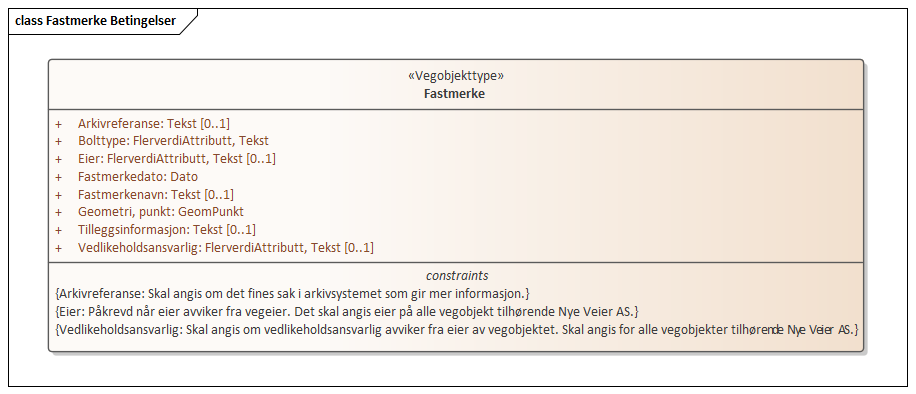 class Fastmerke Betingelser
«Vegobjekttype»
Fastmerke
+ Arkivreferanse: Tekst [0..1]
+ Bolttype: FlerverdiAttributt, Tekst
+ Eier: FlerverdiAttributt, Tekst [0..1]
+ Fastmerkedato: Dato
+ Fastmerkenavn: Tekst [0..1]
+ Geometri, punkt: GeomPunkt
+ Tilleggsinformasjon: Tekst [0..1]
+ Vedlikeholdsansvarlig: FlerverdiAttributt, Tekst [0..1]
constraints
{Arkivreferanse: Skal angis om det fines sak i arkivsystemet som gir mer informasjon.}
{Eier: Påkrevd når eier avviker fra vegeier. Det skal angis eier på alle vegobjekt tilhørende Nye Veier AS.}
{Vedlikeholdsansvarlig: Skal angis om vedlikeholdsansvarlig avviker fra eier av vegobjektet. Skal angis for alle vegobjekter tilhørende Nye Veier AS.}